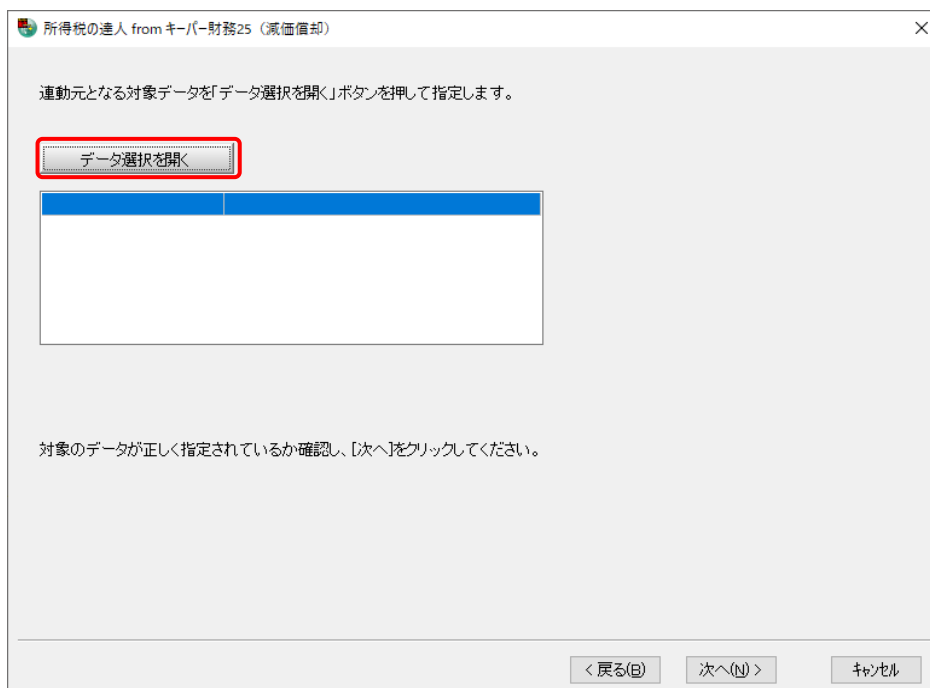 所得税の達人 from キーパー財務25（減価償却）
連動元となる対象データを「データ選択を開く」ボタンを押して指定します。
データ選択を開く
対象のデータが正しく指定されているか確認し、[次へ]をクリックしてください。
< 戻る(B) 次へ(N) > キャンセル